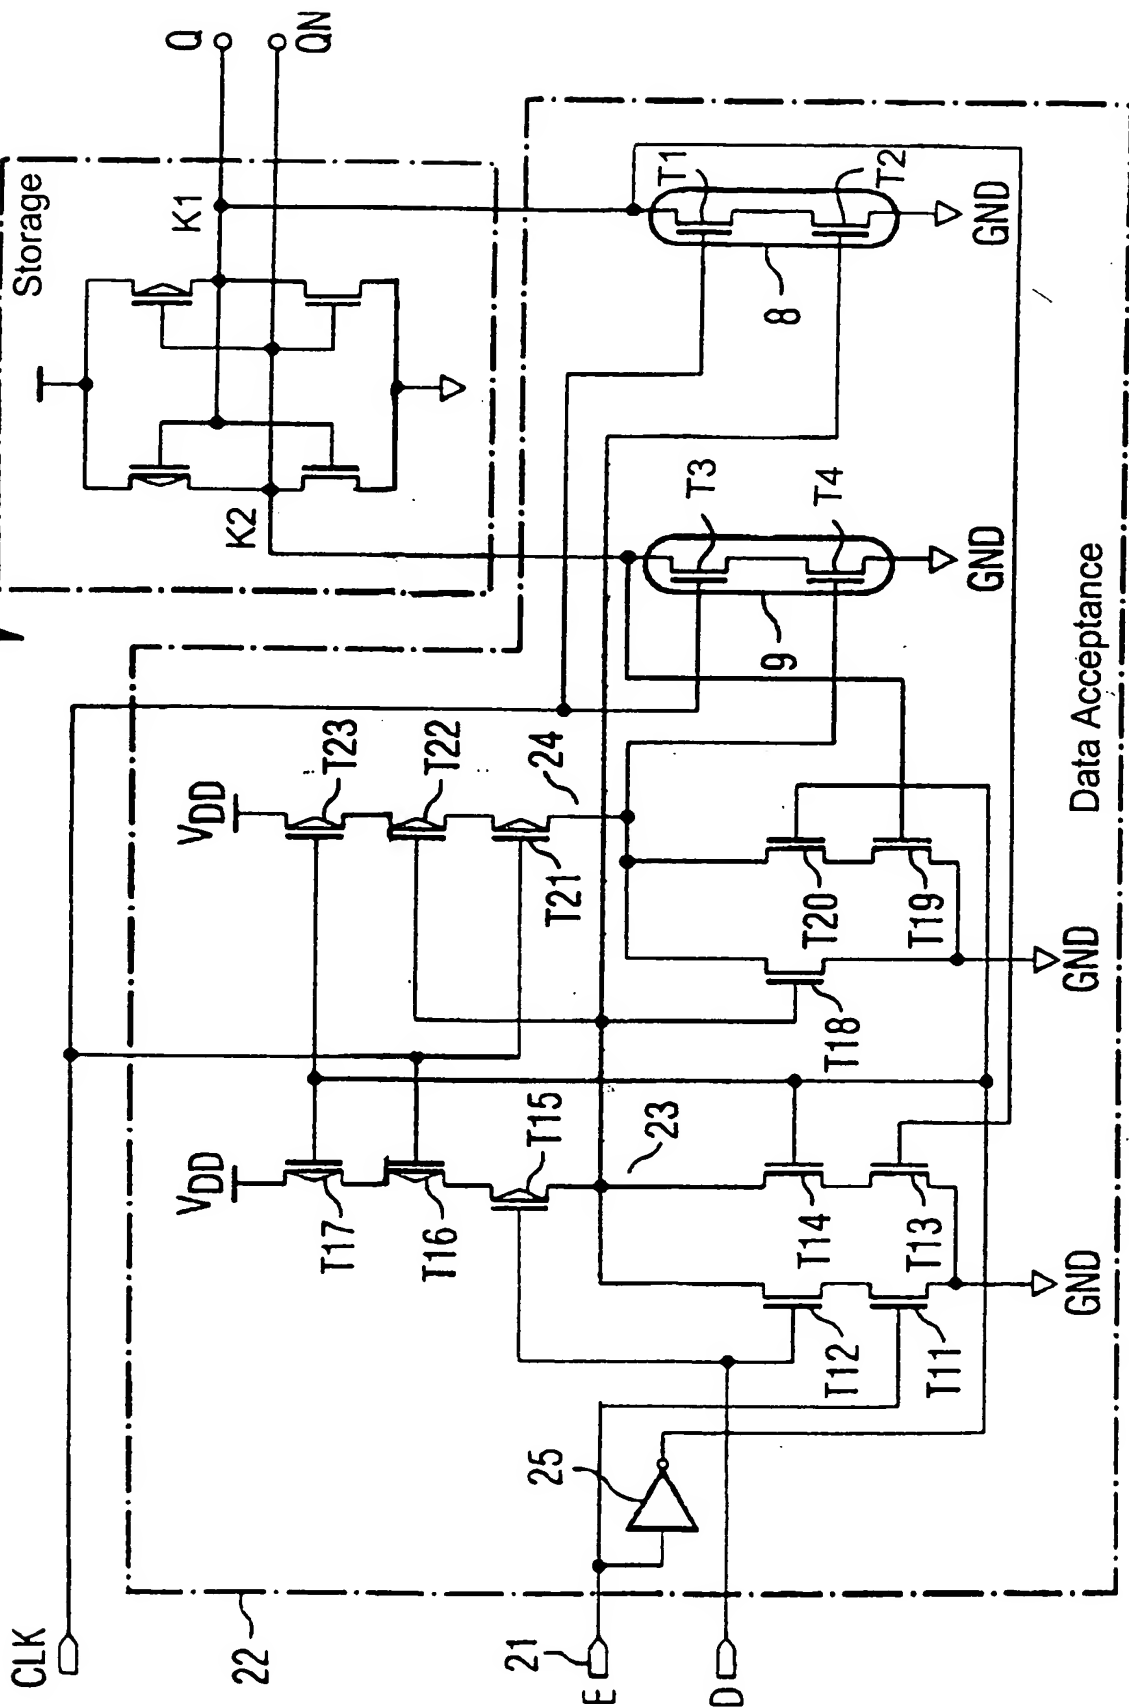 Q
QN
Storage
K1
K2
T1
T2
8
GND
T3
T4
9
GND
Data Acceptance
CLK
VDD
T23
T22
T21
24
T20
T19
T18
GND
VDD
T17
T16
T15
23
T14
T13
T12
T11
GND
25
22
21
E
D